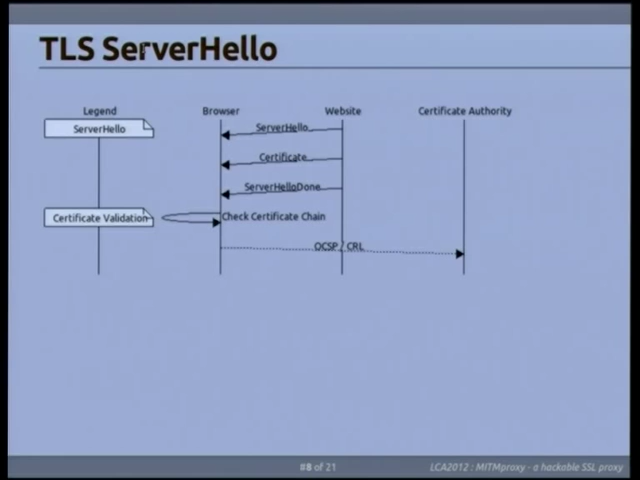 TLS ServerHello
Legend
Browser
Website
Certificate Authority
ServerHello
ServerHello
Certificate
ServerHelloDone
Certificate Validation
Check Certificate Chain
OCSP / CRL
#8 of 21
LCA2012 : MITMproxy - a hackable SSL proxy